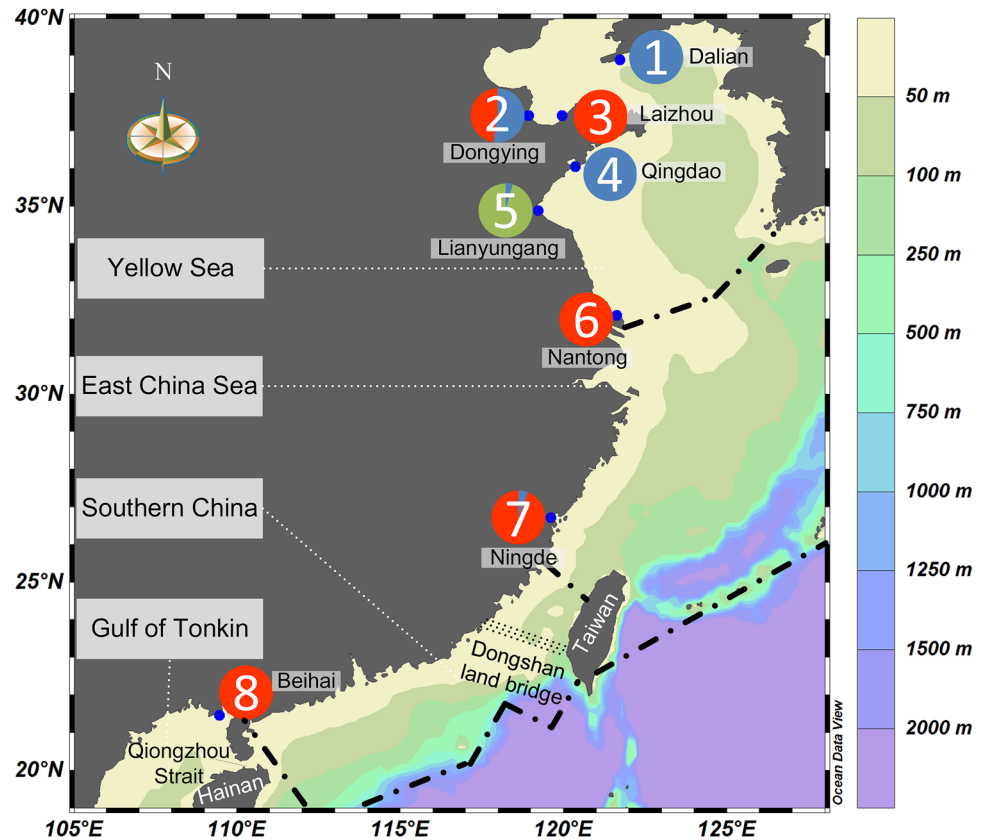 40°N
35°N
30°N
25°N
20°N
105°E
110°E
115°E
120°E
125°E
N
1
Dalian
2
Dongying
3
Laizhou
4
Qingdao
5
Lianyungang
Yellow Sea
6
Nantong
East China Sea
Southern China
7
Ningde
Gulf of Tonkin
Taiwan
Dongshan
land bridge
8
Beihai
Qiongzhou
Strait
Hainan
50 m
100 m
250 m
500 m
750 m
1000 m
1250 m
1500 m
2000 m
Ocean Data View